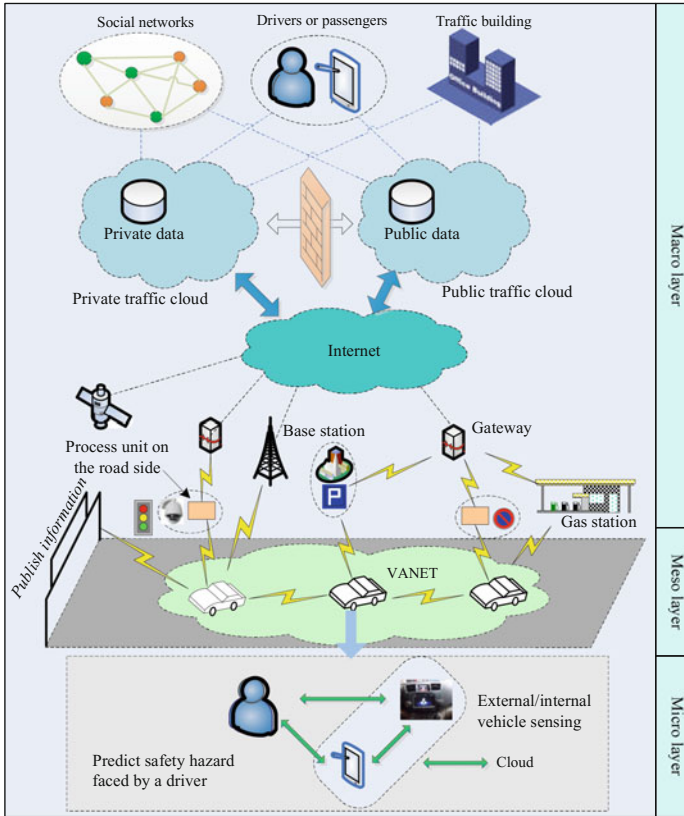 Social networks
Drivers or passengers
Traffic building
Private data
Public data
Private traffic cloud
Public traffic cloud
Internet
Process unit on
the road side
Base station
Gateway
P
Gas station
Publish information
VANET
External/internal
vehicle sensing
Predict safety hazard
faced by a driver
Cloud
Macro layer
Meso layer
Micro layer